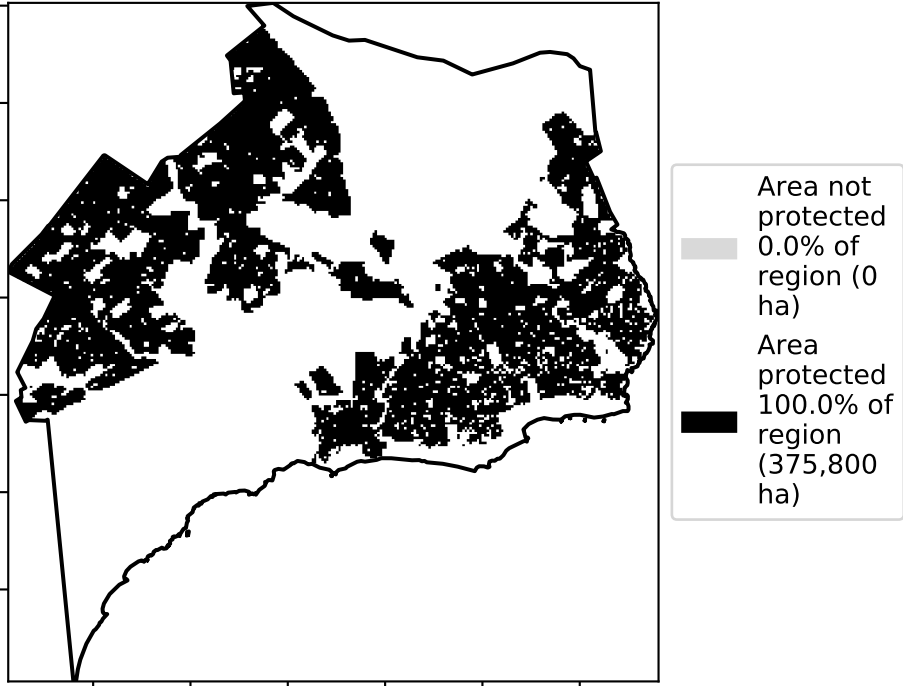 Area not
protected
0.0% of
region (0
ha)
Area
protected
100.0% of
region
(375,800
ha)